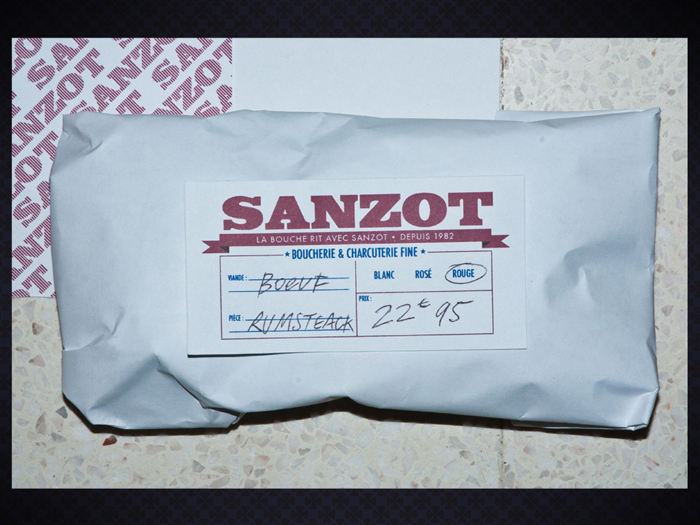 SANZOT
LA BOUCHE RIT AVEC SANZOT • DEPUIS 1982
★ BOUCHERIE & CHARCUTERIE FINE ★
VIANDE : BOEUF
BLANC ROSÉ ROUGE
PIÈCE : RUMSTEACK
PRIX : 22€95